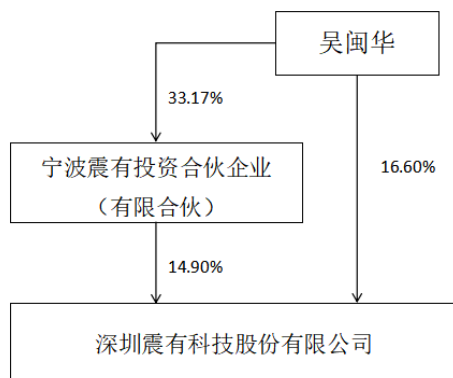 吴闽华
33.17%
宁波震有投资合伙企业
（有限合伙）
16.60%
14.90%
深圳震有科技股份有限公司